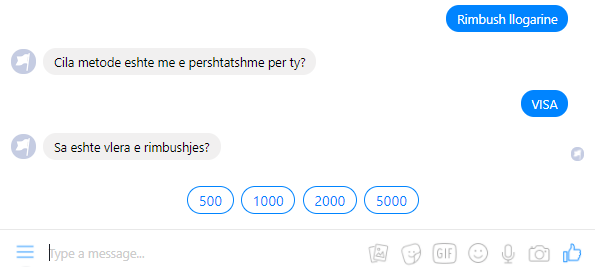 Rimbush llogarine
Cila metode eshte me e pershtatshme per ty?
VISA
Sa eshte vlera e rimbushjes?
500 1000 2000 5000
Type a message...
GIF